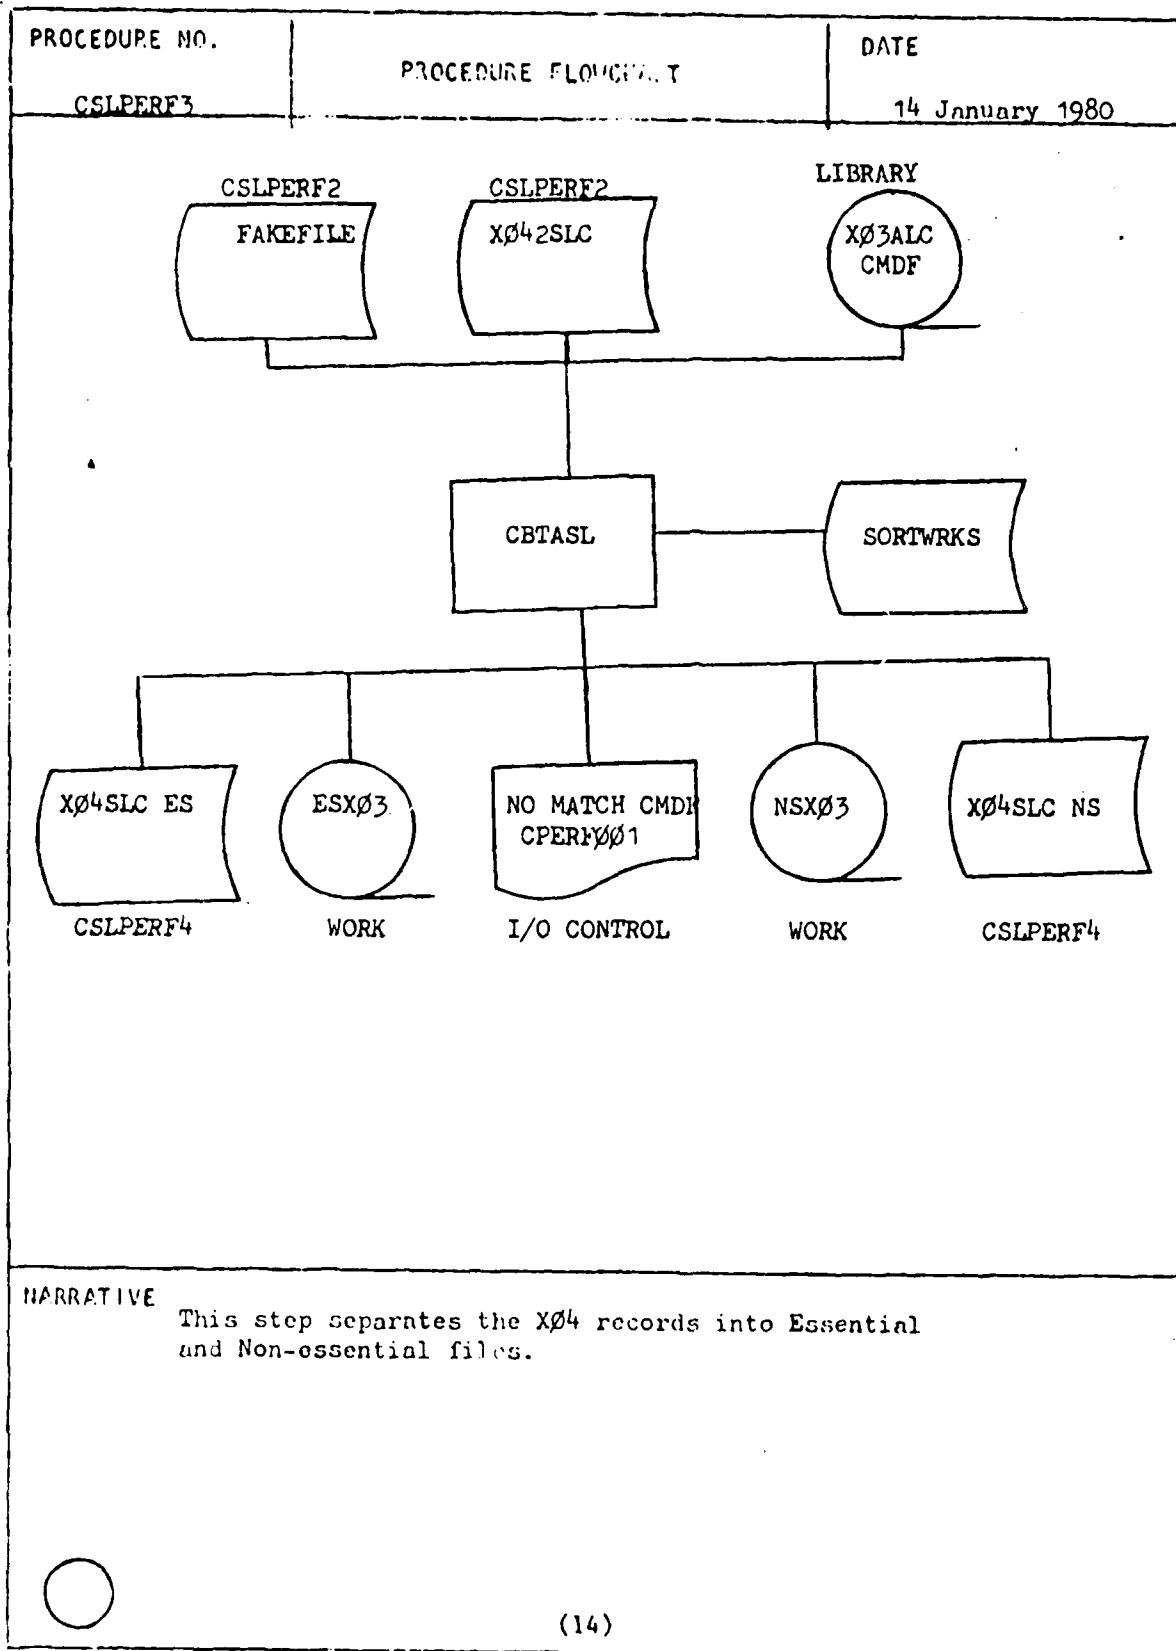 PROCEDURE NO.
CSLPERF3
PROCEDURE
DATE
14 January 1980
CSLPERF2
FAKEFILE
CSLPERF2
XØ42SLC
LIBRARY
XØ3ALC
CMDF
CBTASL
SORTWRKS
XØ4SLC ES
CSLPERF4
ESXØ3
WORK
NO MATCH
I/O CONTROL
NSXØ3
WORK
XØ4SLC NS
CSLPERF4
NARRATIVE
This step separates the XØ4 records into Essential
and Non-essential files.
(14)